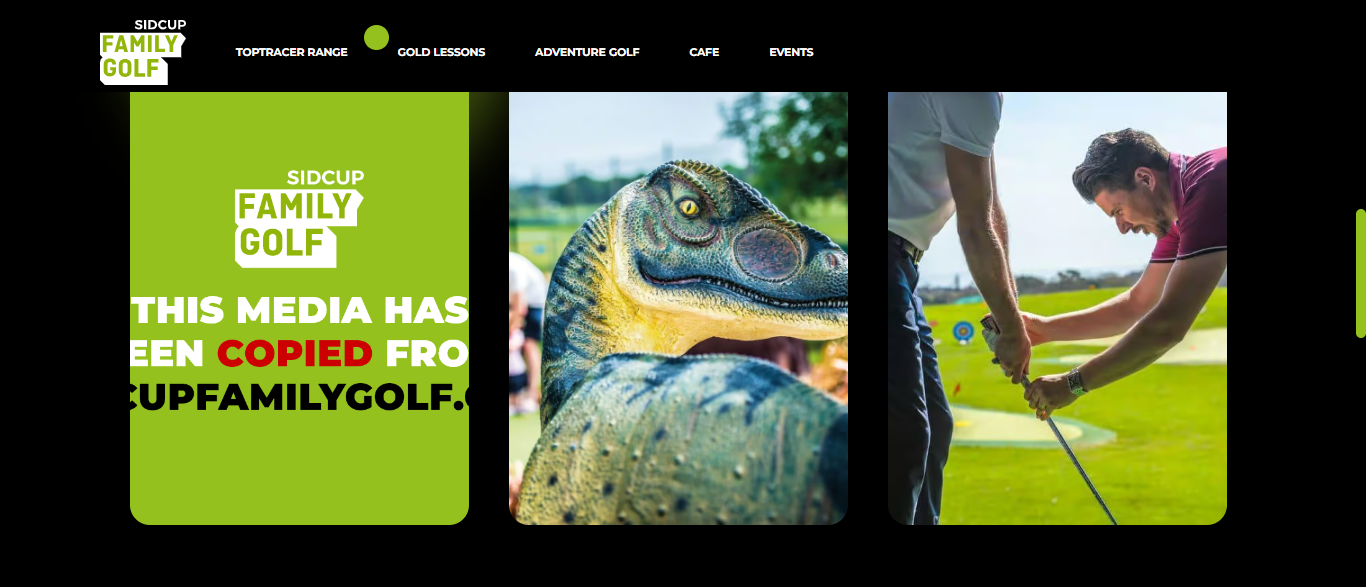 SIDCUP
FAMILY
GOLF
TOPTRACER RANGE
GOLD LESSONS
ADVENTURE GOLF
CAFE
EVENTS
SIDCUP
FAMILY
GOLF
THIS MEDIA HAS
EEN COPIED FRO
CUPFAMILYGOLF.